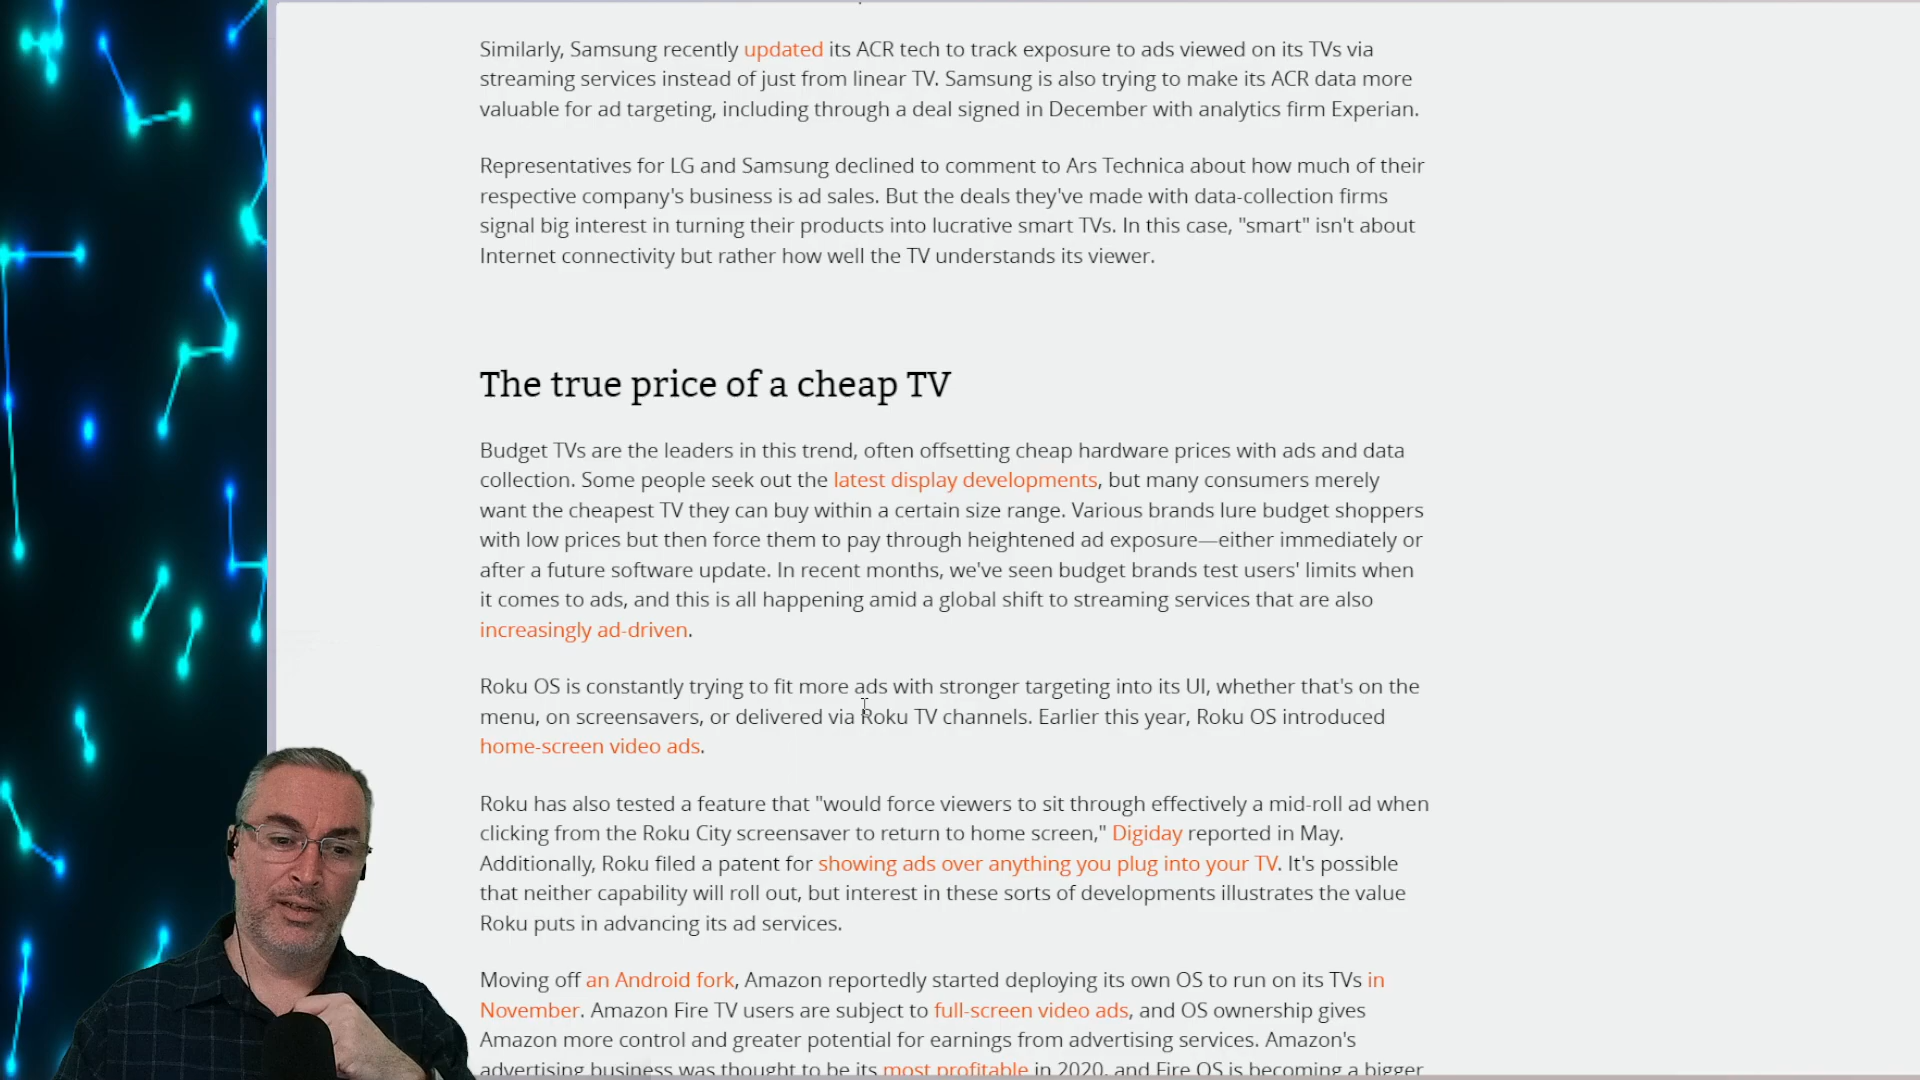 Similarly, Samsung recently updated its ACR tech to track exposure to ads viewed on its TVs via
streaming services instead of just from linear TV. Samsung is also trying to make its ACR data more
valuable for ad targeting, including through a deal signed in December with analytics firm Experian.
Representatives for LG and Samsung declined to comment to Ars Technica about how much of their
respective company's business is ad sales. But the deals they've made with data-collection firms
signal big interest in turning their products into lucrative smart TVs. In this case, "smart" isn't about
Internet connectivity but rather how well the TV understands its viewer.
The true price of a cheap TV
Budget TVs are the leaders in this trend, often offsetting cheap hardware prices with ads and data
collection. Some people seek out the latest display developments, but many consumers merely
want the cheapest TV they can buy within a certain size range. Various brands lure budget shoppers
with low prices but then force them to pay through heightened ad exposure—either immediately or
after a future software update. In recent months, we've seen budget brands test users' limits when
it comes to ads, and this is all happening amid a global shift to streaming services that are also
increasingly ad-driven.
Roku OS is constantly trying to fit more ads with stronger targeting into its UI, whether that's on the
menu, on screensavers, or delivered via Roku TV channels. Earlier this year, Roku OS introduced
home-screen video ads.
Roku has also tested a feature that "would force viewers to sit through effectively a mid-roll ad when
clicking from the Roku City screensaver to return to home screen," Digiday reported in May.
Additionally, Roku filed a patent for showing ads over anything you plug into your TV. It's possible
that neither capability will roll out, but interest in these sorts of developments illustrates the value
Roku puts in advancing its ad services.
Moving off an Android fork, Amazon reportedly started deploying its own OS to run on its TVs in
November. Amazon Fire TV users are subject to full-screen video ads, and OS ownership gives
Amazon more control and greater potential for earnings from advertising services. Amazon's
advertising business was thought to be its most profitable in 2020, and Fire OS is becoming a bigger